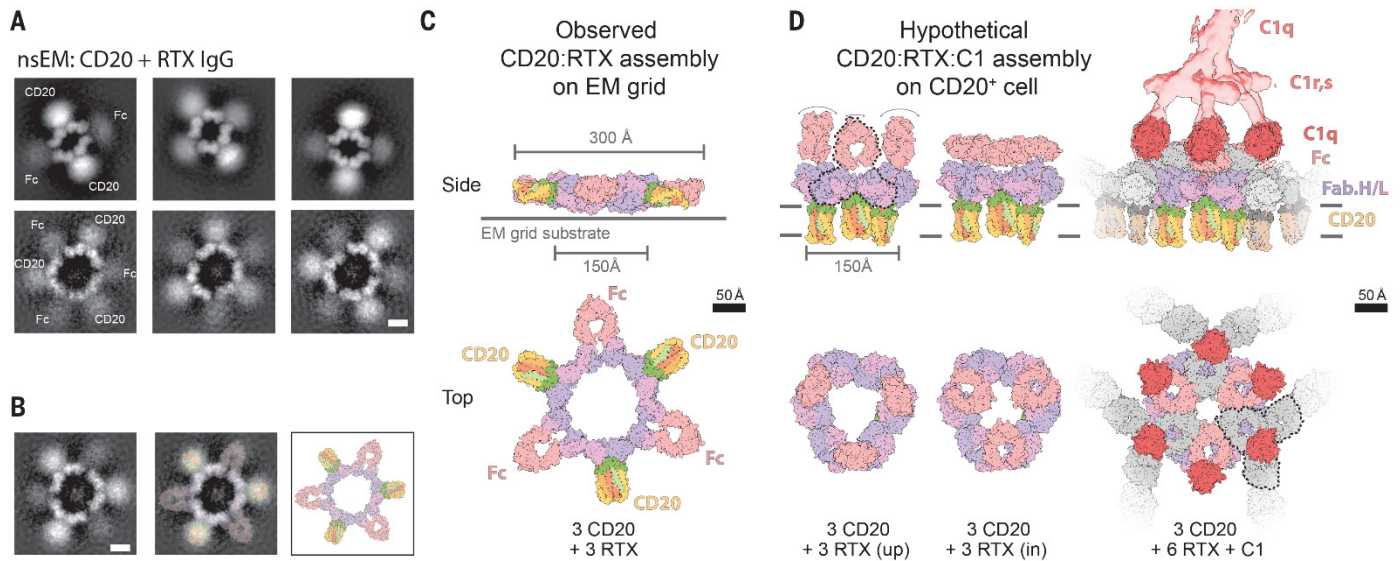 A
nsEM: CD20 + RTX IgG
CD20
Fc
Fc
CD20
Fc
CD20
CD20
Fc
Fc
CD20
B
C
Observed
CD20:RTX assembly
on EM grid
300 Å
Side
EM grid substrate
150Å
50 Å
Fc
CD20
CD20
Top
Fc
Fc
CD20
3 CD20
+ 3 RTX
D
Hypothetical
CD20:RTX:C1 assembly
on CD20+ cell
C1q
C1r,s
C1q
Fc
Fab.H/L
CD20
150Å
50 Å
3 CD20
+ 3 RTX (up)
3 CD20
+ 3 RTX (in)
3 CD20
+ 6 RTX + C1